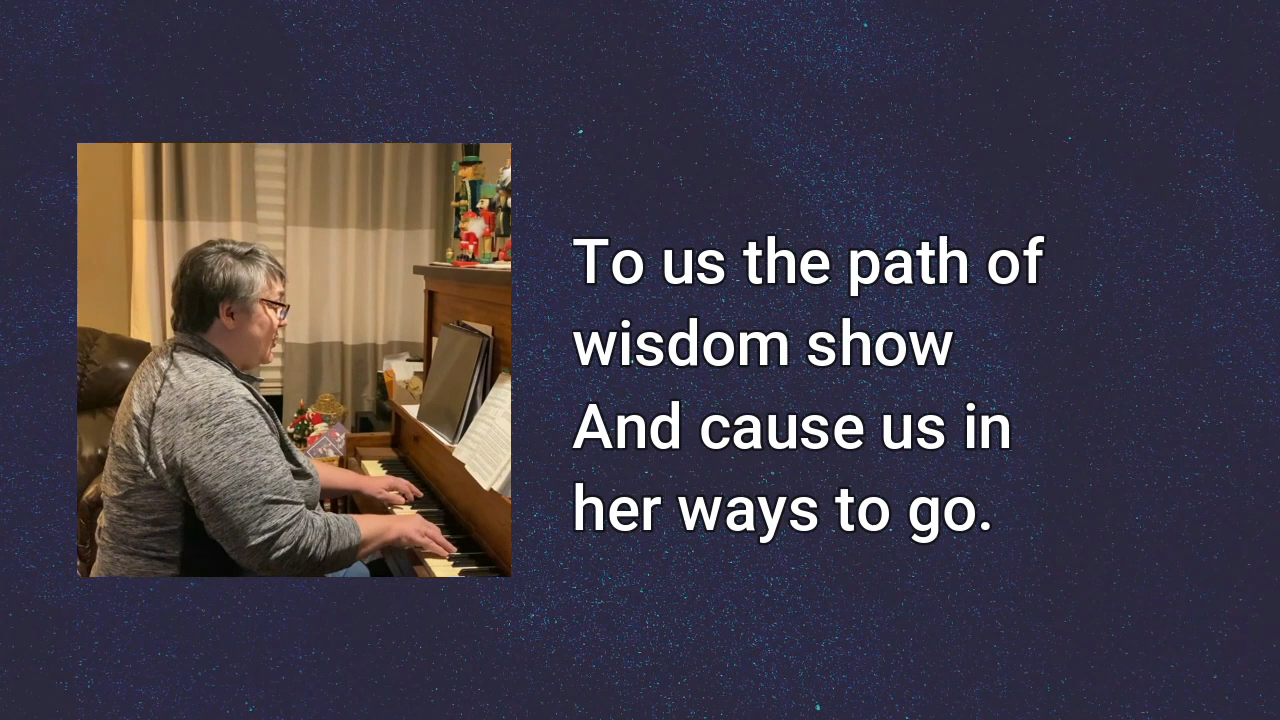 To us the path of
wisdom show
And cause us in
her ways to go.